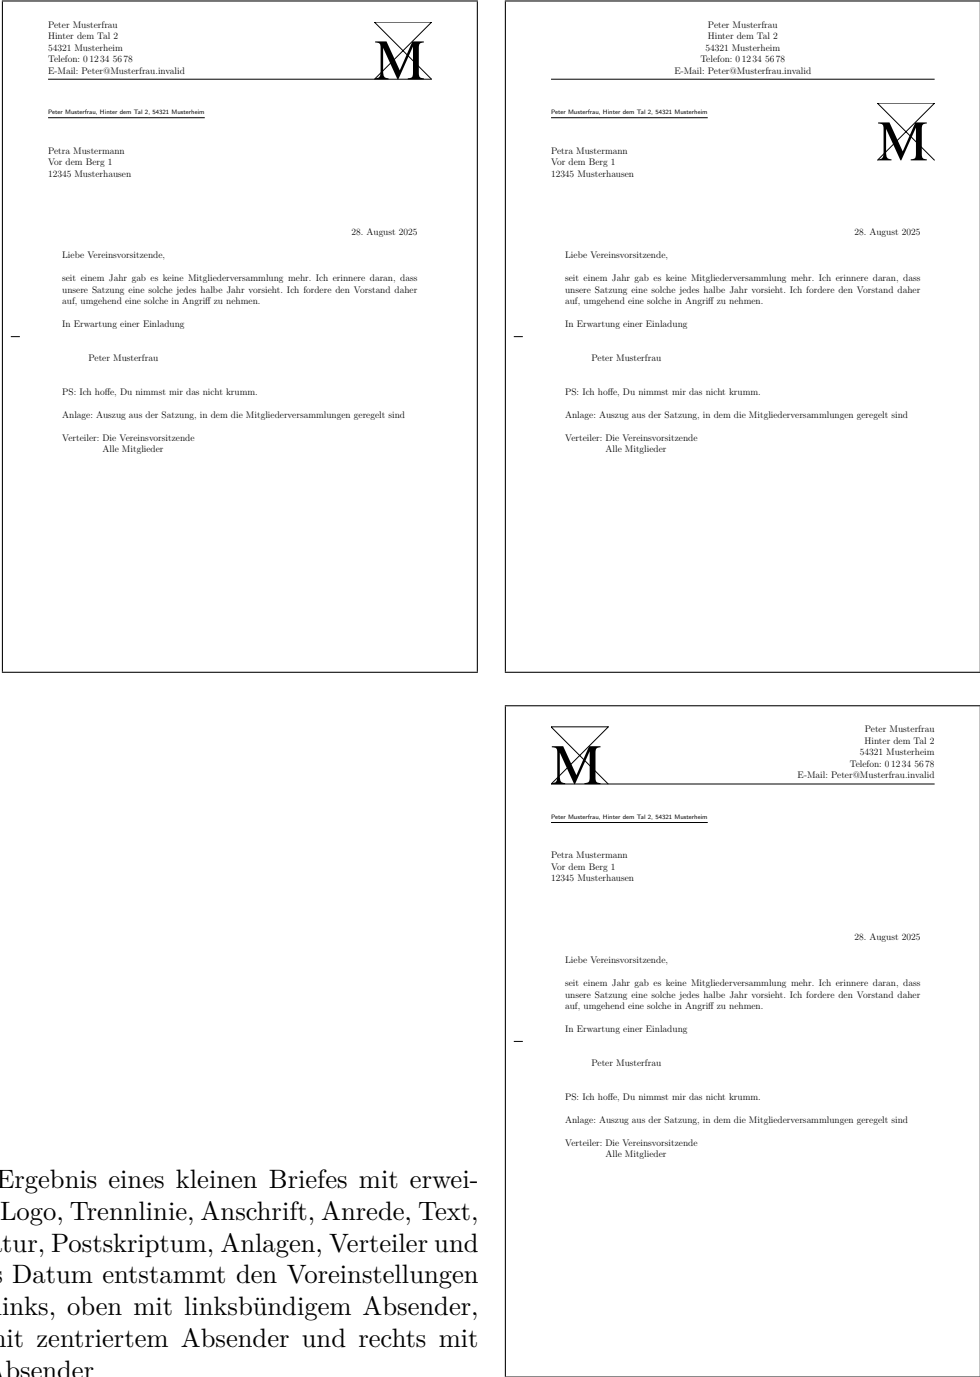 Peter Musterfrau
Hinter dem Tal 2
54321 Musterheim
Telefon: 0 12 34 56 78
E-Mail: Peter@Musterfrau.invalid
M
Peter Musterfrau, Hinter dem Tal 2, 54321 Musterheim
Petra Mustermann
Vor dem Berg 1
12345 Musterhausen
28. August 2025
Liebe Vereinsvorsitzende,
seit einem Jahr gab es keine Mitgliederversammlung mehr. Ich erinnere daran, dass
unsere Satzung eine solche jedes halbe Jahr vorsieht. Ich fordere den Vorstand daher
auf, umgehend eine solche in Angriff zu nehmen.
In Erwartung einer Einladung
Peter Musterfrau
PS: Ich hoffe, Du nimmst mir das nicht krumm.
Anlage: Auszug aus der Satzung, in dem die Mitgliederversammlungen geregelt sind
Verteiler: Die Vereinsvorsitzende
Alle Mitglieder
Peter Musterfrau
Hinter dem Tal 2
54321 Musterheim
Telefon: 0 12 34 56 78
E-Mail: Peter@Musterfrau.invalid
Peter Musterfrau, Hinter dem Tal 2, 54321 Musterheim
M
Petra Mustermann
Vor dem Berg 1
12345 Musterhausen
28. August 2025
Liebe Vereinsvorsitzende,
seit einem Jahr gab es keine Mitgliederversammlung mehr. Ich erinnere daran, dass
unsere Satzung eine solche jedes halbe Jahr vorsieht. Ich fordere den Vorstand daher
auf, umgehend eine solche in Angriff zu nehmen.
In Erwartung einer Einladung
Peter Musterfrau
PS: Ich hoffe, Du nimmst mir das nicht krumm.
Anlage: Auszug aus der Satzung, in dem die Mitgliederversammlungen geregelt sind
Verteiler: Die Vereinsvorsitzende
Alle Mitglieder
M
Peter Musterfrau
Hinter dem Tal 2
54321 Musterheim
Telefon: 0 12 34 56 78
E-Mail: Peter@Musterfrau.invalid
Peter Musterfrau, Hinter dem Tal 2, 54321 Musterheim
Petra Mustermann
Vor dem Berg 1
12345 Musterhausen
28. August 2025
Liebe Vereinsvorsitzende,
seit einem Jahr gab es keine Mitgliederversammlung mehr. Ich erinnere daran, dass
unsere Satzung eine solche jedes halbe Jahr vorsieht. Ich fordere den Vorstand daher
auf, umgehend eine solche in Angriff zu nehmen.
In Erwartung einer Einladung
Peter Musterfrau
PS: Ich hoffe, Du nimmst mir das nicht krumm.
Anlage: Auszug aus der Satzung, in dem die Mitgliederversammlungen geregelt sind
Verteiler: Die Vereinsvorsitzende
Alle Mitglieder
Ergebnis eines kleinen Briefes mit erwei-
Logo, Trennlinie, Anschrift, Anrede, Text,
Postskriptum, Anlagen, Verteiler und
Datum entstammt den Voreinstellungen
links, oben mit linksbündigem Absender,
mit zentriertem Absender und rechts mit
Absender